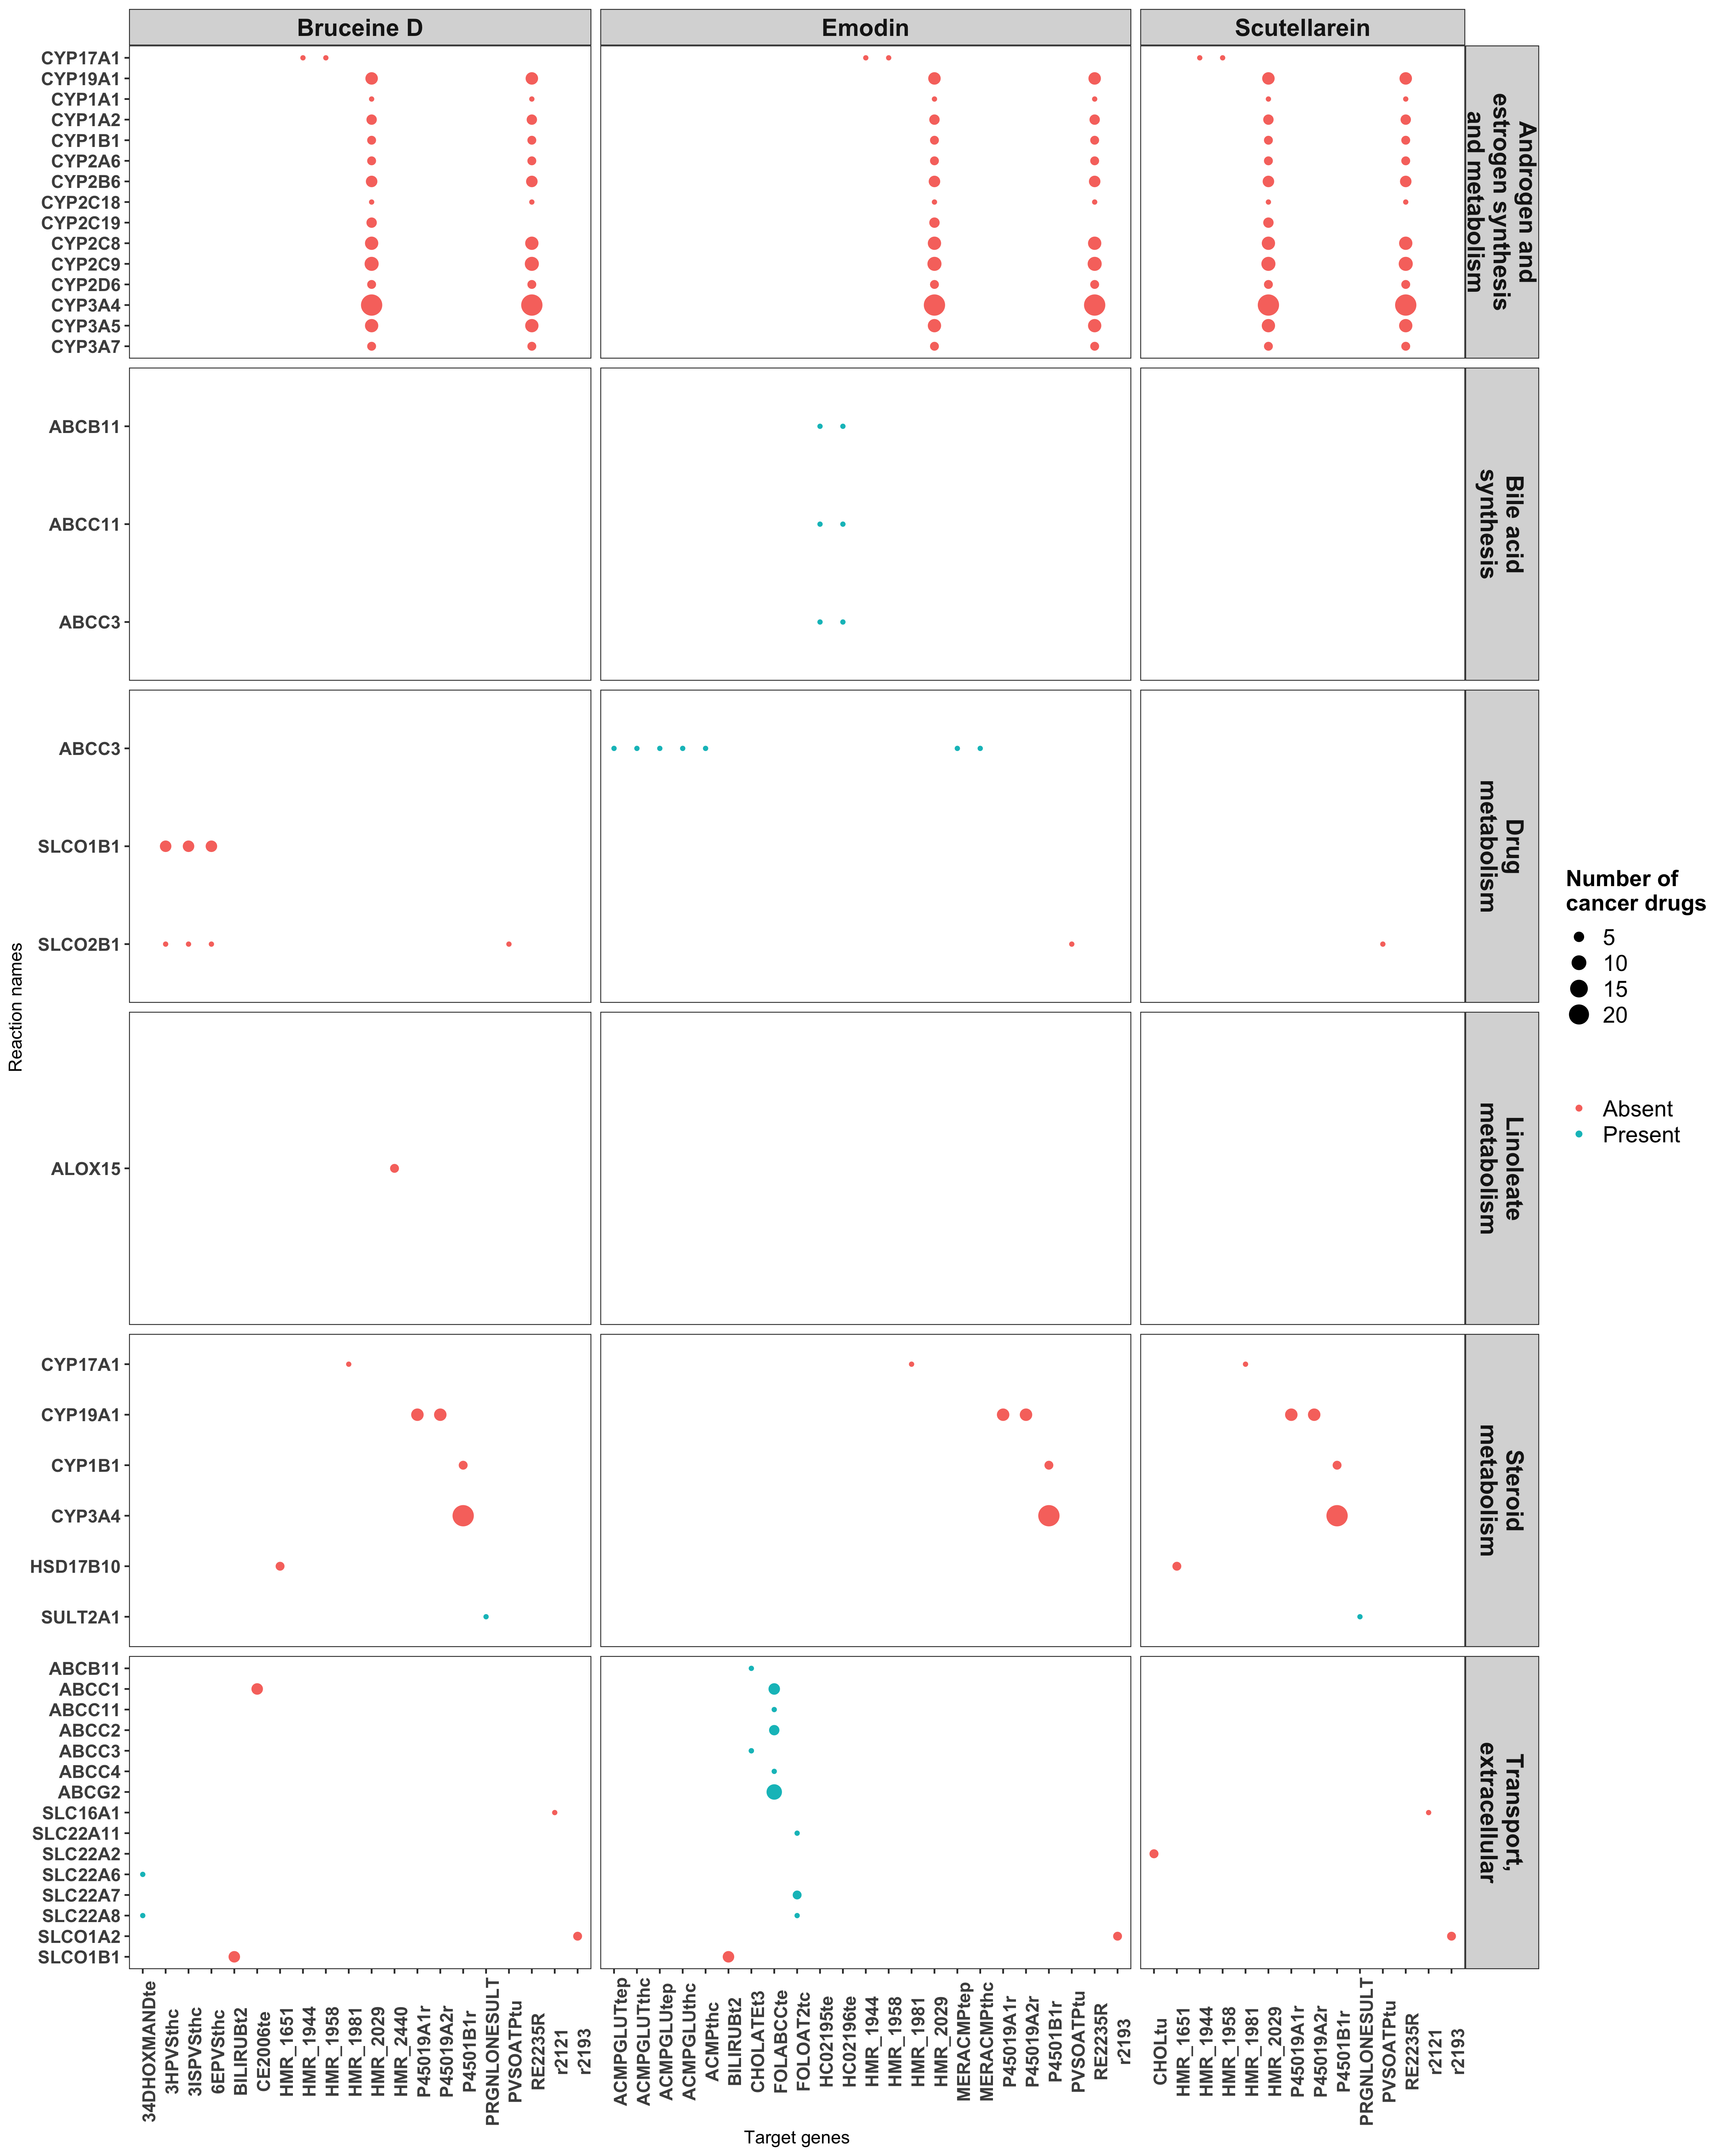 Bruceine D
Emodin
Scutellarein
CYP17A1
CYP19A1
CYP1A1
CYP1A2
CYP1B1
CYP2A6
CYP2B6
CYP2C18
CYP2C19
CYP2C8
CYP2C9
CYP2D6
CYP3A4
CYP3A5
CYP3A7
Androgen and
estrogen synthesis
and metabolism
ABCB11
ABCC11
ABCC3
Bile acid
synthesis
ABCC3
SLCO1B1
SLCO2B1
Drug
metabolism
ALOX15
Linoleate
metabolism
CYP17A1
CYP19A1
CYP1B1
CYP3A4
HSD17B10
SULT2A1
Steroid
metabolism
ABCB11
ABCC1
ABCC11
ABCC2
ABCC3
ABCC4
ABCG2
SLC16A1
SLC22A11
SLC22A2
SLC22A6
SLC22A7
SLC22A8
SLCO1A2
SLCO1B1
Transport,
extracellular
Reaction names
34DHOXMANDte
3HPVSthc
3ISPVSthc
6EPVSthc
BILIRUBt2
CE2006te
HMR_1651
HMR_1944
HMR_1958
HMR_1981
HMR_2029
HMR_2440
P45019A1r
P45019A2r
P4501B1r
PRGNLONESULT
PVSOATPtu
RE2235R
r2121
r2193
ACMPGLUTtep
ACMPGLUTthc
ACMPGLUtep
ACMPGLUthc
ACMPthc
BILIRUBt2
CHOLATEt3
FOLABCCte
FOLOAT2tc
HC02195te
HC02196te
HMR_1944
HMR_1958
HMR_1981
HMR_2029
MERACMPtep
MERACMPthc
P45019A1r
P45019A2r
P4501B1r
PVSOATPtu
RE2235R
r2193
CHOLtu
HMR_1651
HMR_1944
HMR_1958
HMR_1981
HMR_2029
P45019A1r
P45019A2r
P4501B1r
PRGNLONESULT
PVSOATPtu
RE2235R
r2121
r2193
Target genes
Number of
cancer drugs
5
10
15
20
Absent
Present